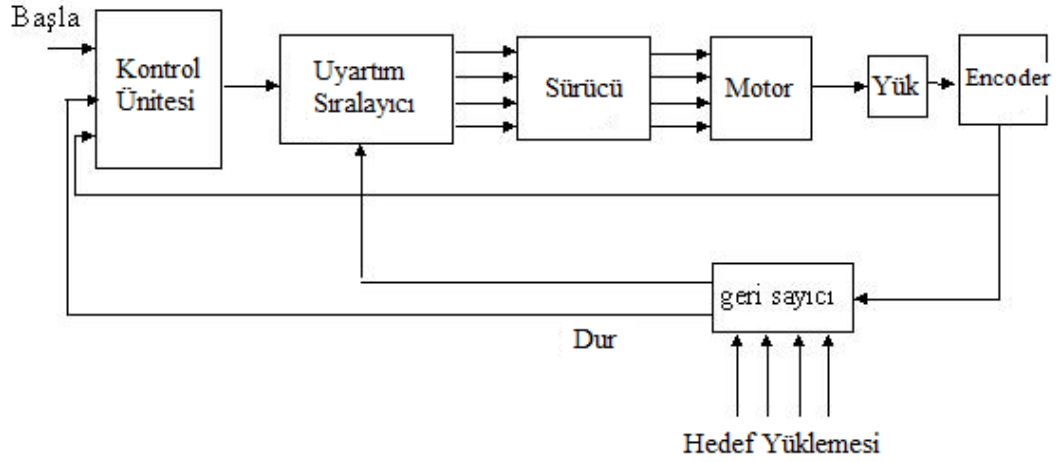 Başla
Kontrol
Ünitesi
Uyartım
Sıralayıcı
Sürücü
Motor
Yük
Encoder
geri sayıcı
Dur
Hedef Yüklemesi